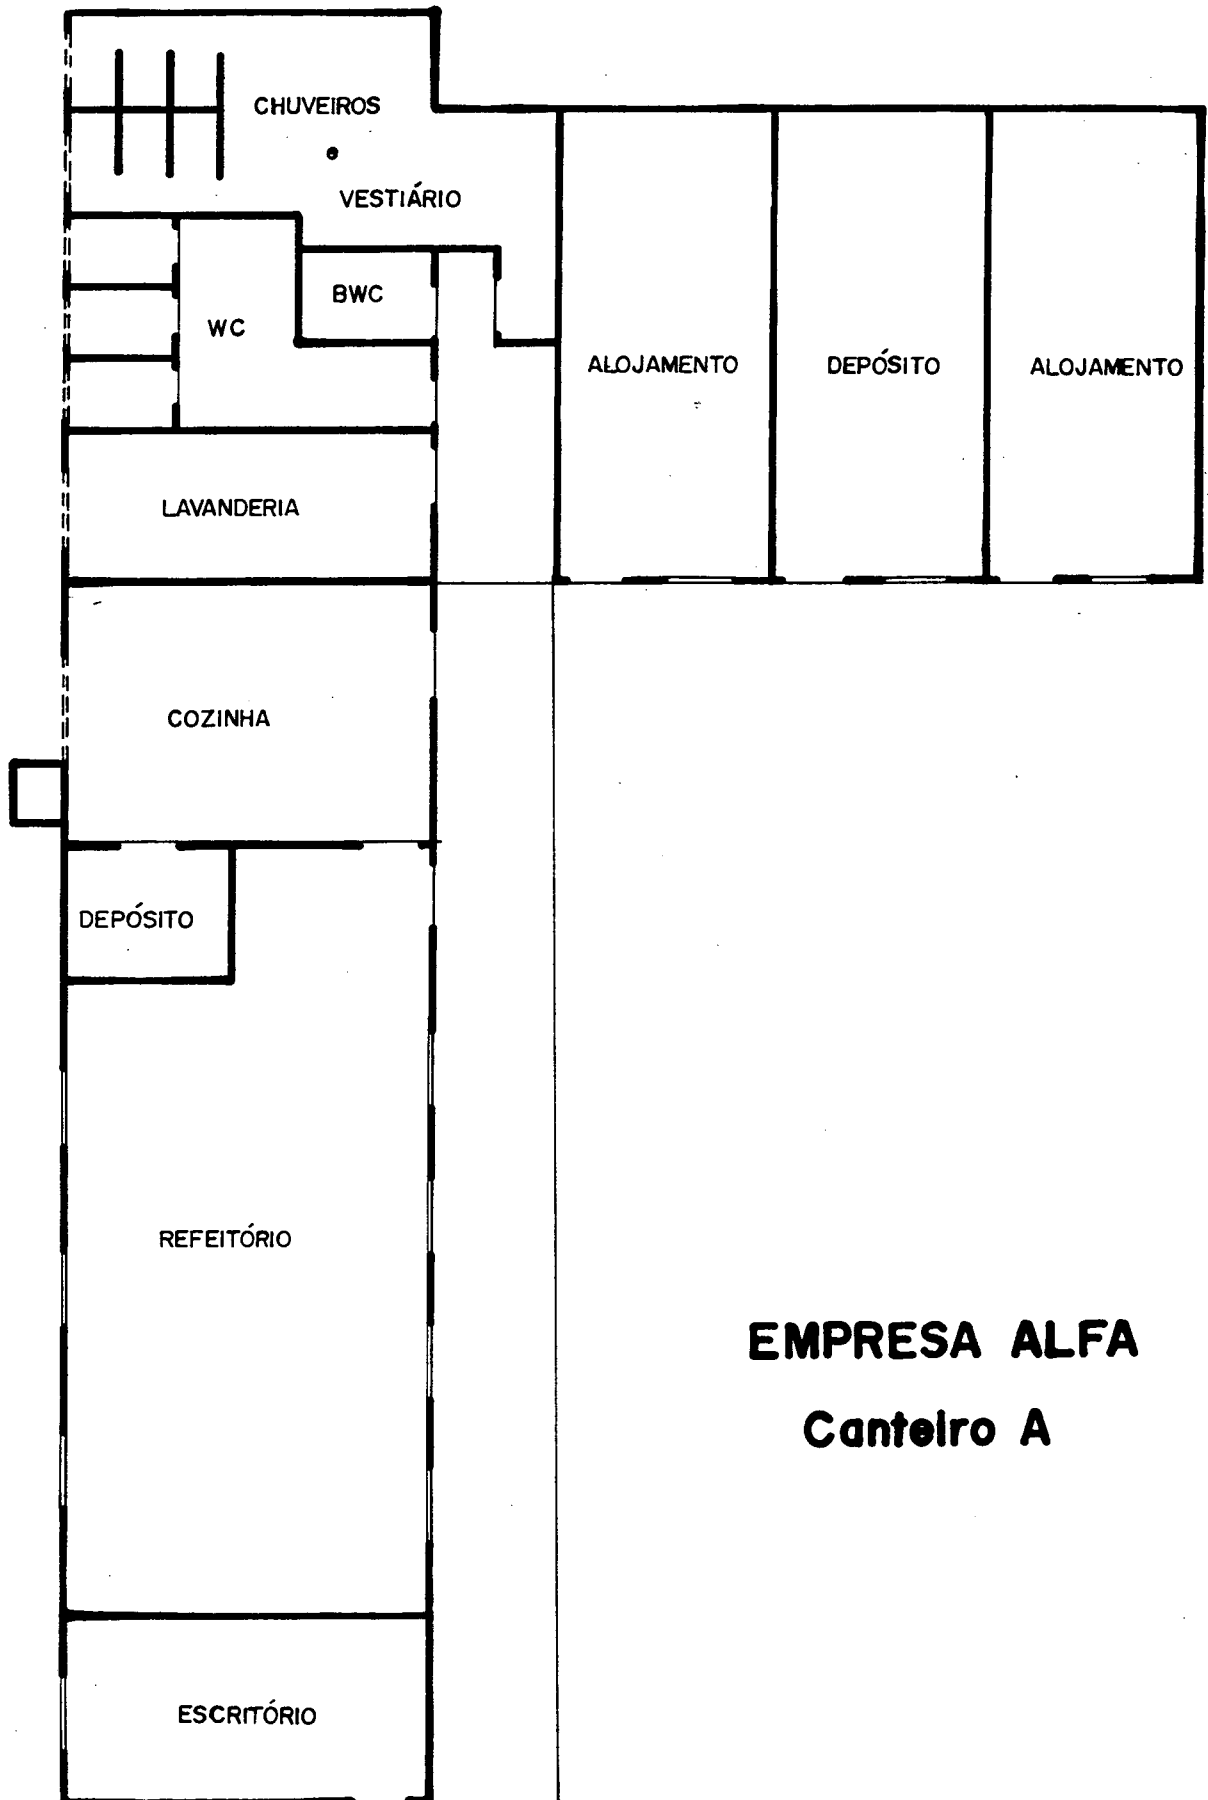 CHUVEIROS
e
VESTIÁRIO
BWC
WC
ALOJAMENTO
DEPÓSITO
ALOJAMENTO
LAVANDERIA
COZINHA
DEPÓSITO
REFEITÓRIO
EMPRESA ALFA
Canteiro A
ESCRITÓRIO